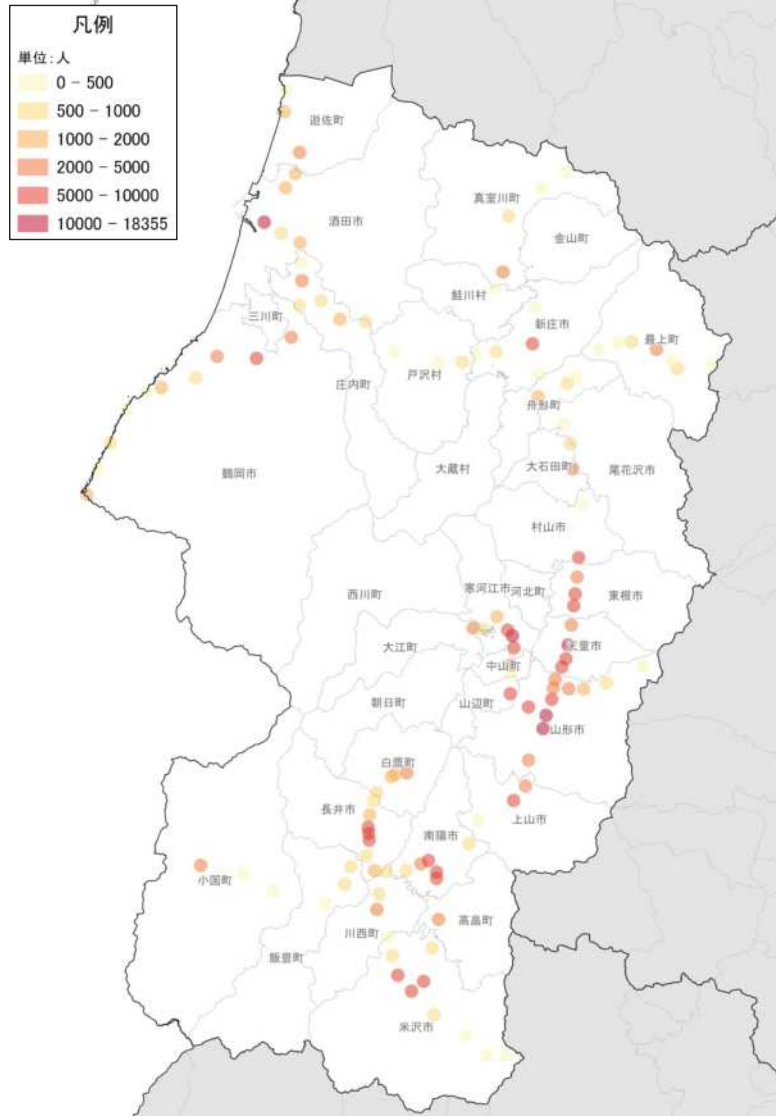 凡例
単位:人
0 - 500
500 - 1000
1000 - 2000
2000 - 5000
5000 - 10000
10000 - 18355
遊佐町
酒田市
真室川町
金山町
鮭川村
三川町
新庄市
最上町
戸沢村
庄内町
舟形町
鶴岡市
大蔵村
大石田町
尾花沢市
村山市
西川町
寒河江市
河北町
東根市
大江町
天童市
中山町
朝日町
山辺町
山形市
白鷹町
長井市
南陽市
上山市
小国町
高畠町
川西町
飯豊町
米沢市